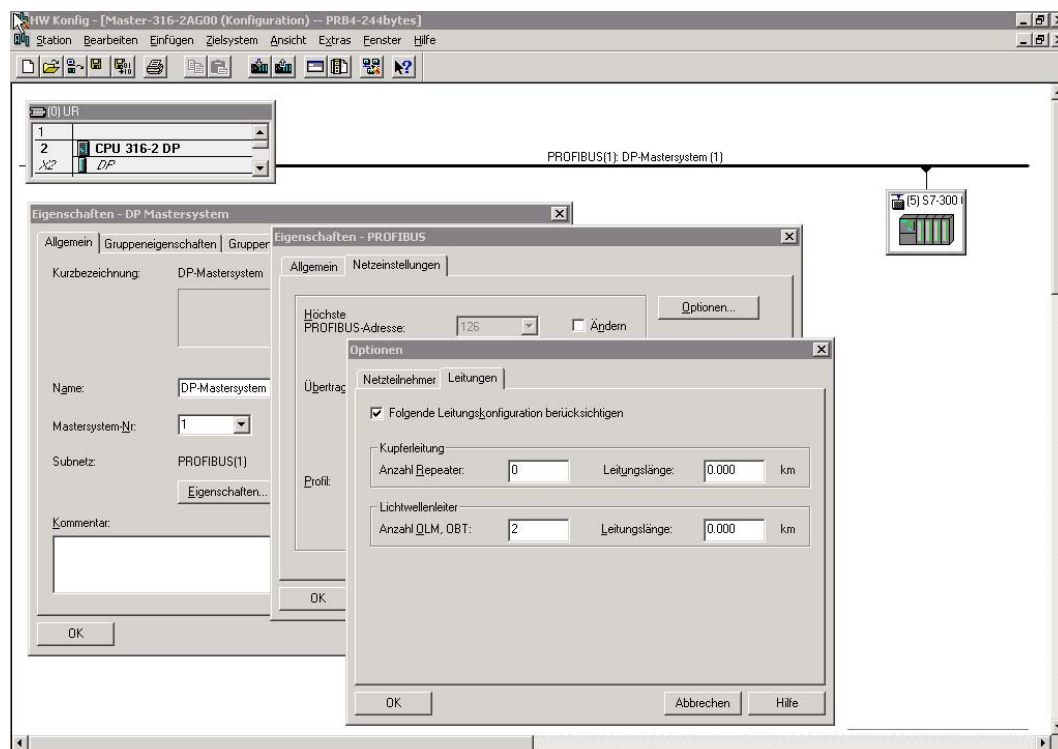 HW Konfig - [Master-316-2AG00 (Konfiguration) -- PRB4-244bytes]
Station Bearbeiten Einfügen Zielsystem Ansicht Extras Fenster Hilfe
(0) UR
1
2 CPU 316-2 DP
X2 DP
PROFIBUS(1): DP-Mastersystem (1)
(5) S7-300
Eigenschaften - DP Mastersystem
Allgemein Gruppeneigenschaften
Kurzbezeichnung: DP-Mastersystem
Name: DP-Mastersystem
Mastersystem-Nr: 1
Subnetz: PROFIBUS(1)
Eigenschaften...
Kommentar:
OK
Eigenschaften - PROFIBUS
Allgemein Netzeinstellungen
Höchste
PROFIBUS-Adresse: 126 Ändern
Optionen...
Profil:
OK
Optionen
Netzteilnehmer Leitungen
Folgende Leitungskonfiguration berücksichtigen
Kupferleitung
Anzahl Repeater: 0 Leitungslänge: 0.000 km
Lichtwellenleiter
Anzahl OLM, OBT: 2 Leitungslänge: 0.000 km
OK Abbrechen Hilfe